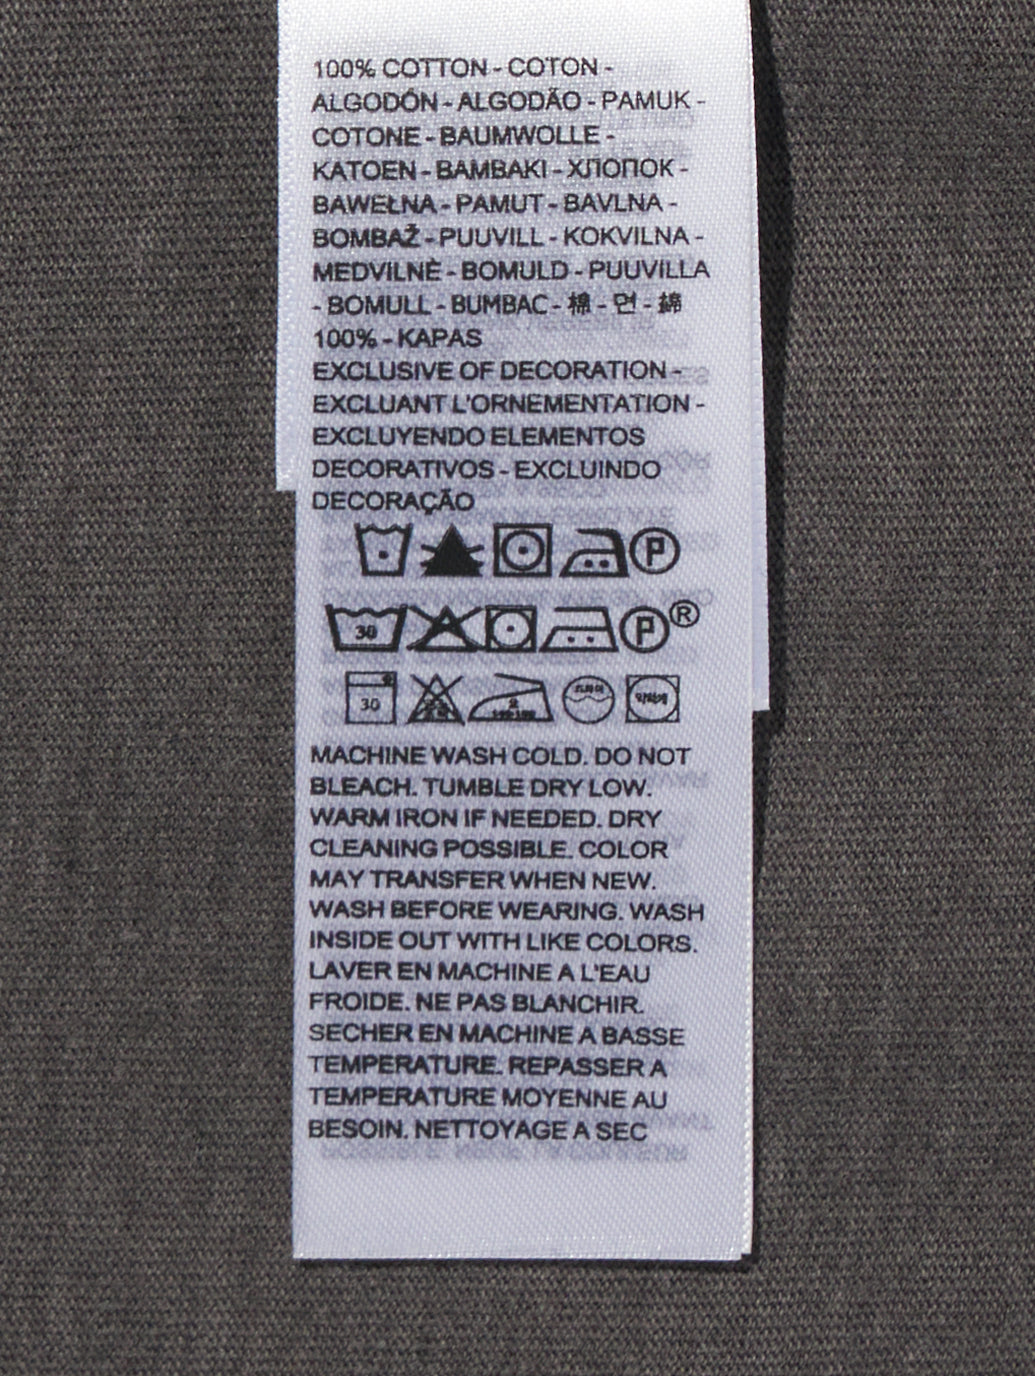 100% COTTON - COTON -
ALGODÓN - ALGODÃO - PAMUK -
COTONE - BAUMWOLLE -
KATOEN - BAMBAKI - ХЛОПОК -
BAWEŁNA - PAMUT - BAVLNA -
BOMBAŽ - PUUVILL - KOKVILNA -
MEDVILNĖ - BOMULD - PUUVILLA
- BOMULL - BUMBAC - 棉 - 면 - 綿
100% - KAPAS
EXCLUSIVE OF DECORATION -
EXCLUANT L'ORNEMENTATION -
EXCLUYENDO ELEMENTOS
DECORATIVOS - EXCLUINDO
DECORAÇÃO
P
30 P ®
30
MACHINE WASH COLD. DO NOT
BLEACH. TUMBLE DRY LOW.
WARM IRON IF NEEDED. DRY
CLEANING POSSIBLE. COLOR
MAY TRANSFER WHEN NEW.
WASH BEFORE WEARING. WASH
INSIDE OUT WITH LIKE COLORS.
LAVER EN MACHINE A L'EAU
FROIDE. NE PAS BLANCHIR.
SECHER EN MACHINE A BASSE
TEMPERATURE. REPASSER A
TEMPERATURE MOYENNE AU
BESOIN. NETTOYAGE A SEC